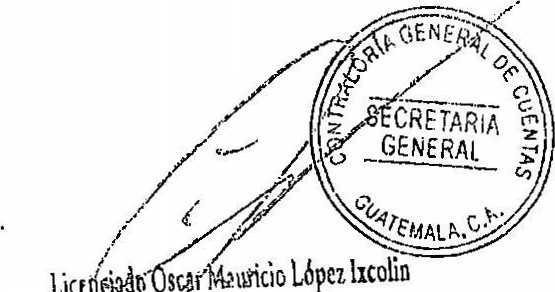 CONTRALORÍA GENERAL DE CUENTAS
SECRETARIA
GENERAL
GUATEMALA, C.A.
Licenciado Oscar Mauricio López Ixcolin